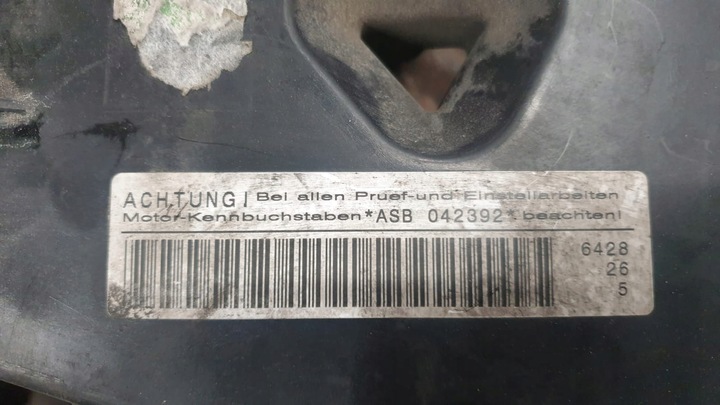 ACHTUNG! Bei allen Pruef-und Einstellarbeiten
Motor-Kennbuchstaben *ASB 042392* beachten!
6428
26
5